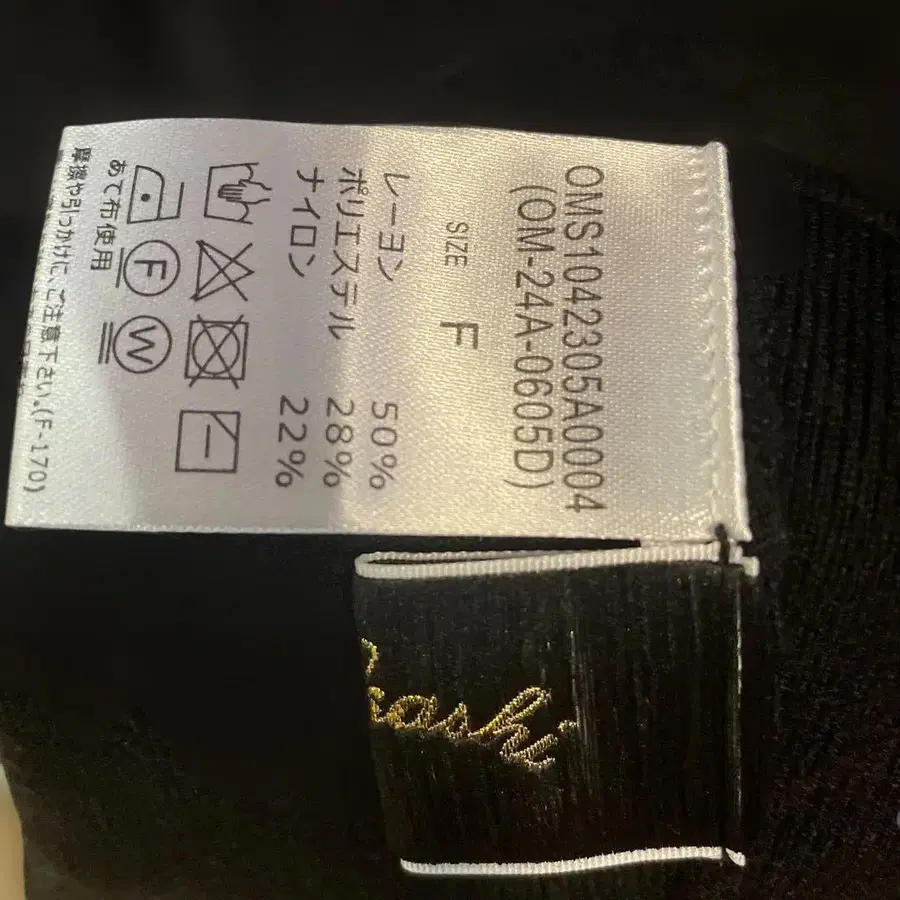 OMS1042305A0004
(OM-24A-0605D)
SIZE F
レーヨン 50%
ポリエステル 28%
ナイロン 22%
F W
あて布使用
摩擦や引っかけに、ご注意下さい。(F-170)